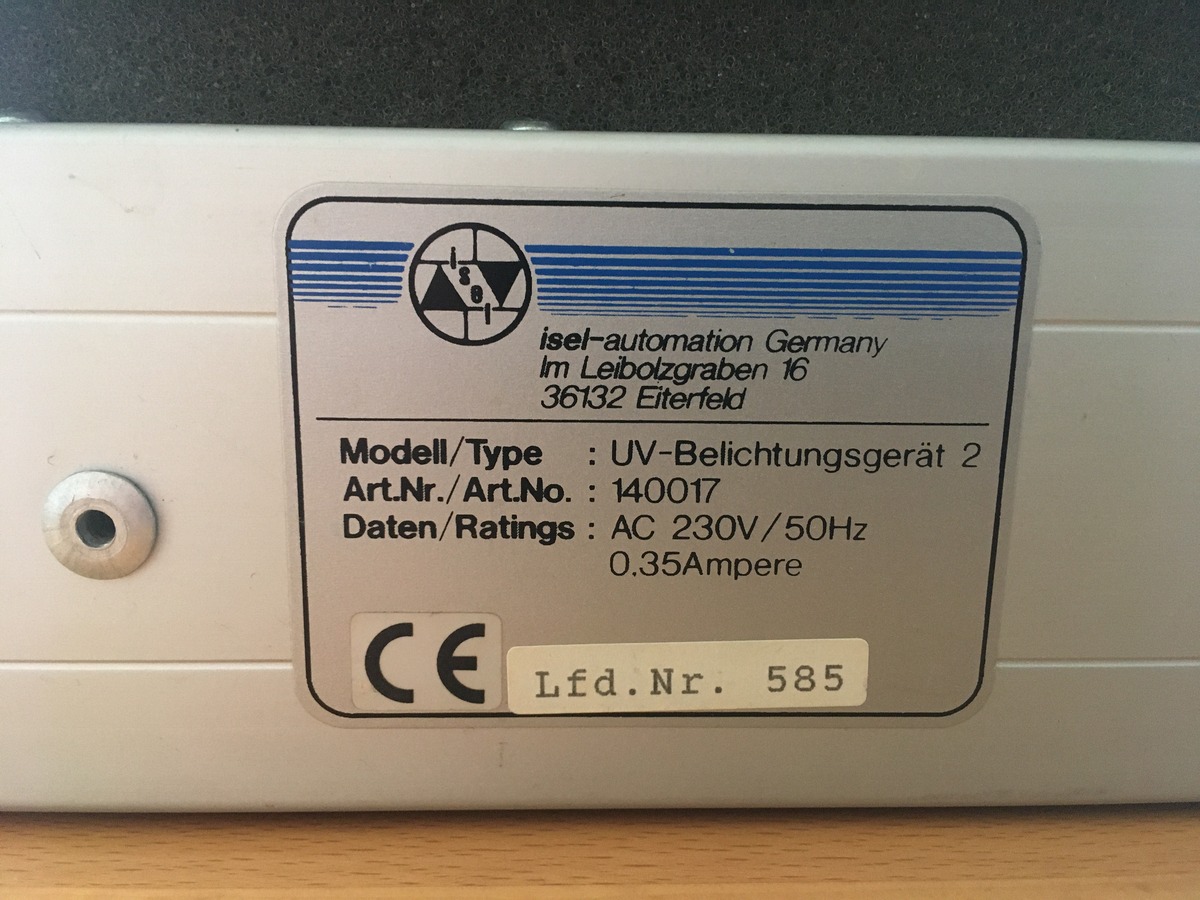 isel
isel-automation Germany
Im Leibolzgraben 16
36132 Eiterfeld
Modell/Type : UV-Belichtungsgerät 2
Art.Nr./Art.No. : 140017
Daten/Ratings : AC 230V/50Hz
0.35Ampere
CE
Lfd.Nr. 585